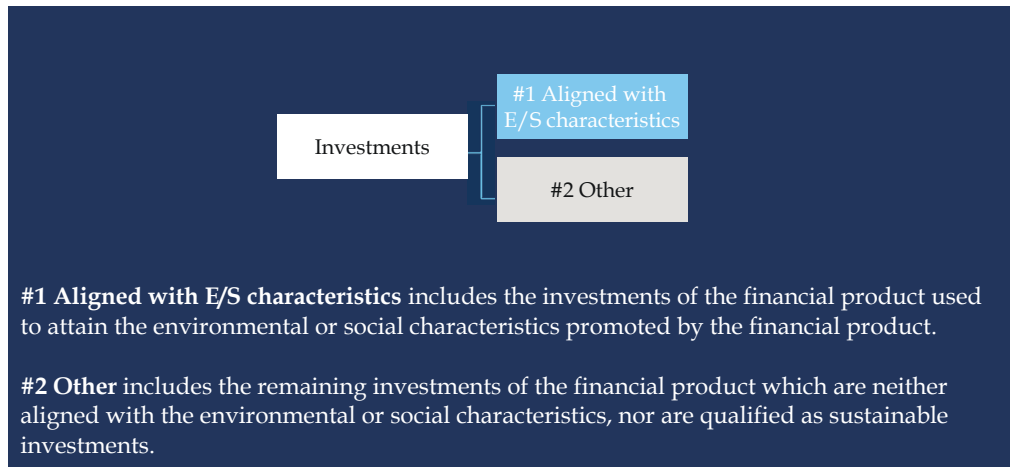 #1 Aligned with
E/S characteristics
Investments
#2 Other
#1 Aligned with E/S characteristics includes the investments of the financial product used
to attain the environmental or social characteristics promoted by the financial product.
#2 Other includes the remaining investments of the financial product which are neither
aligned with the environmental or social characteristics, nor are qualified as sustainable
investments.